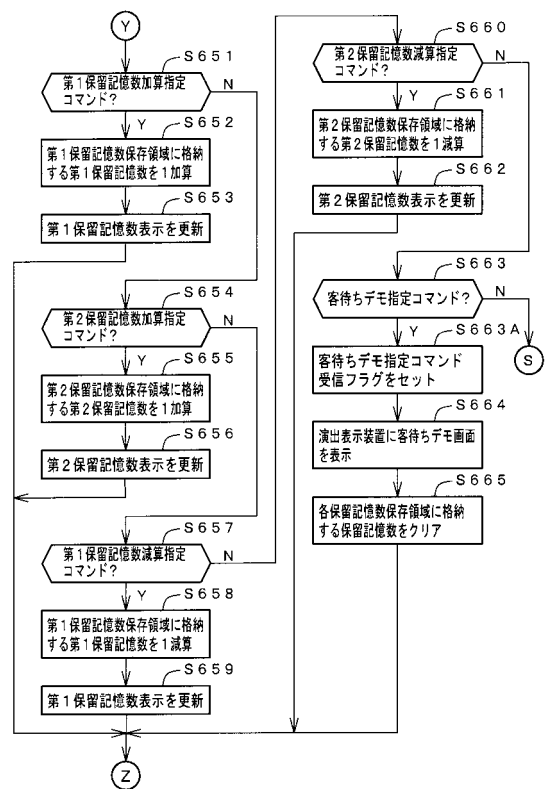 Y
S651
第1保留記憶数加算指定
コマンド?
N
Y
S652
第1保留記憶数保存領域に格納
する第1保留記憶数を1加算
S653
第1保留記憶数表示を更新
S654
第2保留記憶数加算指定
コマンド?
N
Y
S655
第2保留記憶数保存領域に格納
する第2保留記憶数を1加算
S656
第2保留記憶数表示を更新
S657
第1保留記憶数減算指定
コマンド?
N
Y
S658
第1保留記憶数保存領域に格納
する第1保留記憶数を1減算
S659
第1保留記憶数表示を更新
Z
S660
第2保留記憶数減算指定
コマンド?
N
Y
S661
第2保留記憶数保存領域に格納
する第2保留記憶数を1減算
S662
第2保留記憶数表示を更新
S663
客待ちデモ指定コマンド?
N
S
Y
S663A
客待ちデモ指定コマンド
受信フラグをセット
S664
演出表示装置に客待ちデモ画面
を表示
S665
各保留記憶数保存領域に格納
する保留記憶数をクリア